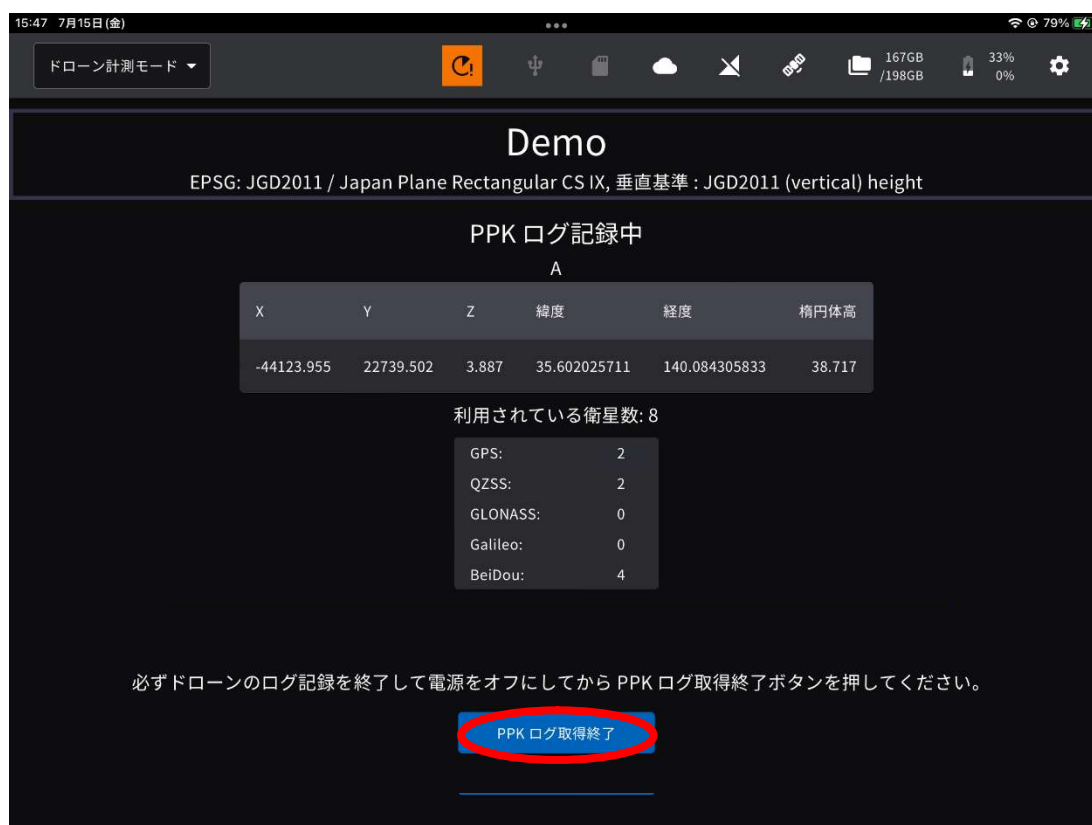 15:47 7月15日(金)
79%
ドローン計測モード
167GB
/198GB
33%
0%
Demo
EPSG: JGD2011 / Japan Plane Rectangular CS IX, 垂直基準 : JGD2011 (vertical) height
PPK ログ記録中
A
X Y Z 緯度 経度 楕円体高
-44123.955 22739.502 3.887 35.602025711 140.084305833 38.717
利用されている衛星数: 8
GPS: 2
QZSS: 2
GLONASS: 0
Galileo: 0
BeiDou: 4
必ずドローンのログ記録を終了して電源をオフにしてから PPK ログ取得終了ボタンを押してください。
PPK ログ取得終了